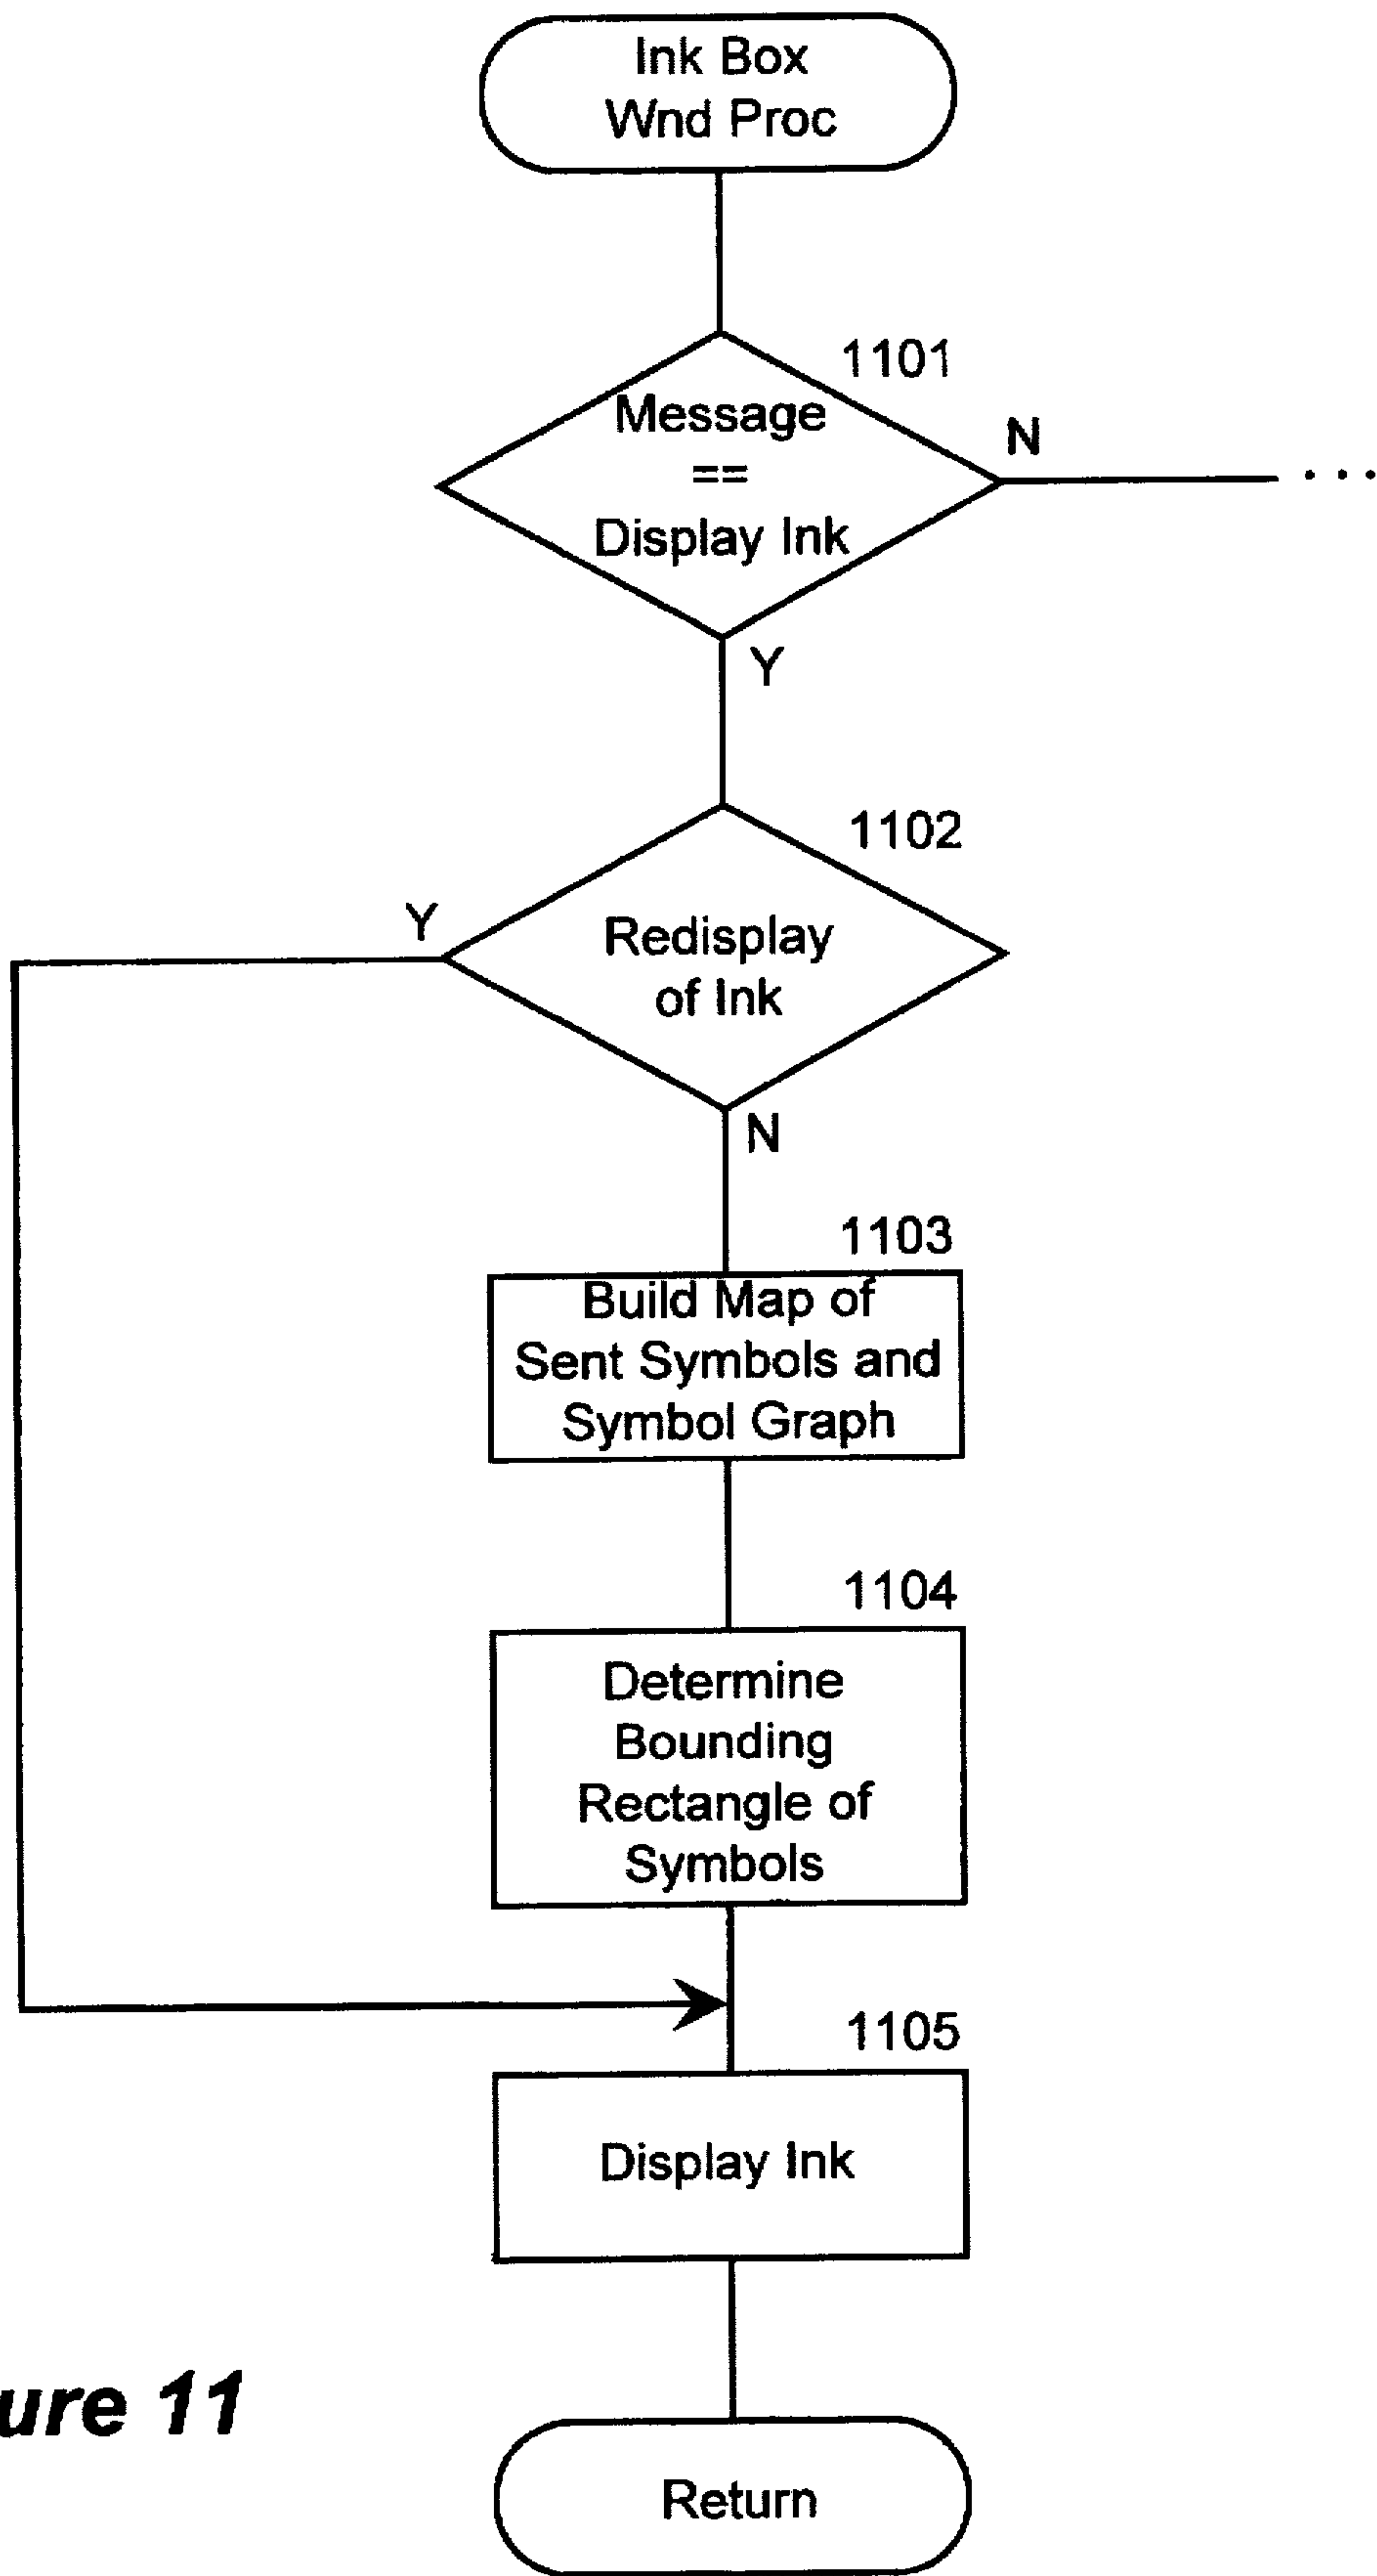 Ink Box
Wnd Proc
1101
Message
==
Display Ink
N
...
Y
1102
Y
Redisplay
of Ink
N
1103
Build Map of
Sent Symbols and
Symbol Graph
1104
Determine
Bounding
Rectangle of
Symbols
1105
Display Ink
ure 11
Return